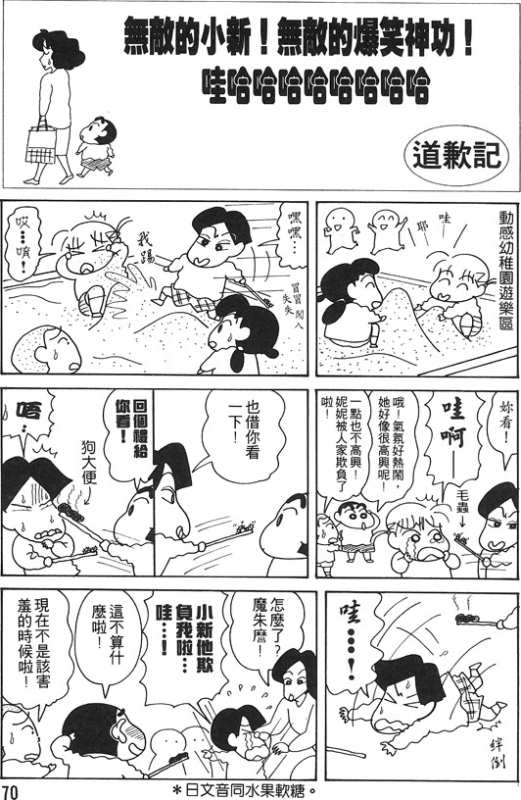 無敵的小新！無敵的爆笑神功！
哇哈哈哈哈哈哈哈哈
道歉記
動感幼稚園遊樂區
哇
耶
嘿
嘿…
冒冒
失失
闖入
我踢
哎…
唷！
妳看！
毛蟲
哇啊——
哦！氣氛好熱鬧，
她好像很高興呢！
一點也不高興！
妮妮被人家欺負了
啦！
也借你看
一下！
回個禮給
你看！
狗大便
唔…
哇…！
絆倒
怎麼了？
魔朱麿！
小新他欺
負我啦…
哇…！
這不算什
麼啦！
現在不是該害
羞的時候啦！
70
＊日文音同水果軟糖。